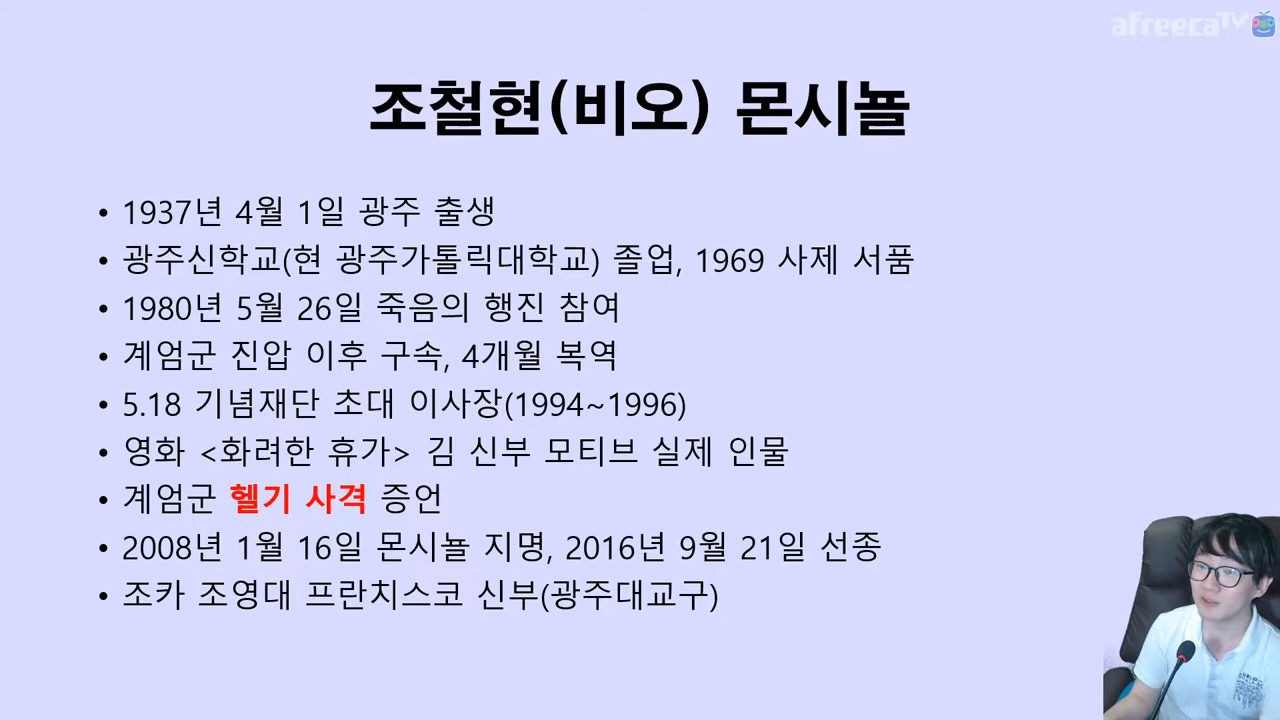 afreecaTV
조철현(비오) 몬시뇰
• 1937년 4월 1일 광주 출생
• 광주신학교(현 광주가톨릭대학교) 졸업, 1969 사제 서품
• 1980년 5월 26일 죽음의 행진 참여
• 계엄군 진압 이후 구속, 4개월 복역
• 5.18 기념재단 초대 이사장(1994~1996)
• 영화 <화려한 휴가> 김 신부 모티브 실제 인물
• 계엄군 헬기 사격 증언
• 2008년 1월 16일 몬시뇰 지명, 2016년 9월 21일 선종
• 조카 조영대 프란치스코 신부(광주대교구)